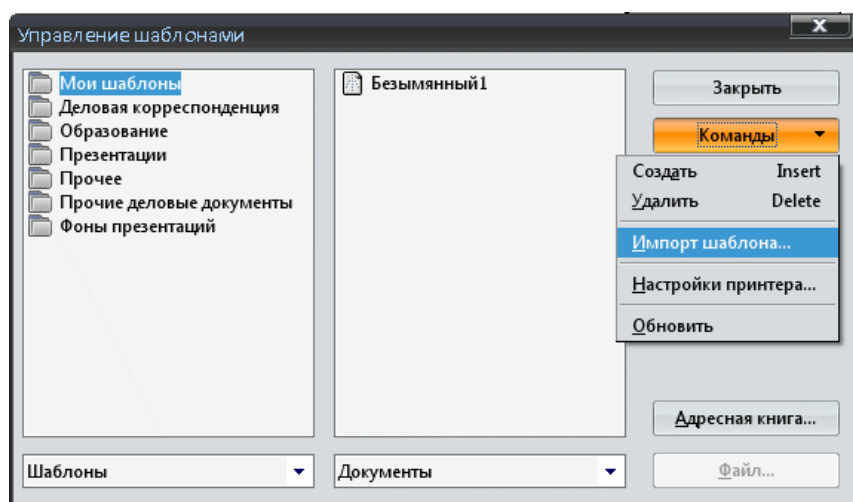 Управление шаблонами
X
Мои шаблоны
Деловая корреспонденция
Образование
Презентации
Прочее
Прочие деловые документы
Фоны презентаций
Безымянный1
Закрыть
Команды
Создать Insert
Удалить Delete
Импорт шаблона...
Настройки принтера...
Обновить
Адресная книга...
Шаблоны
Документы
Файл...